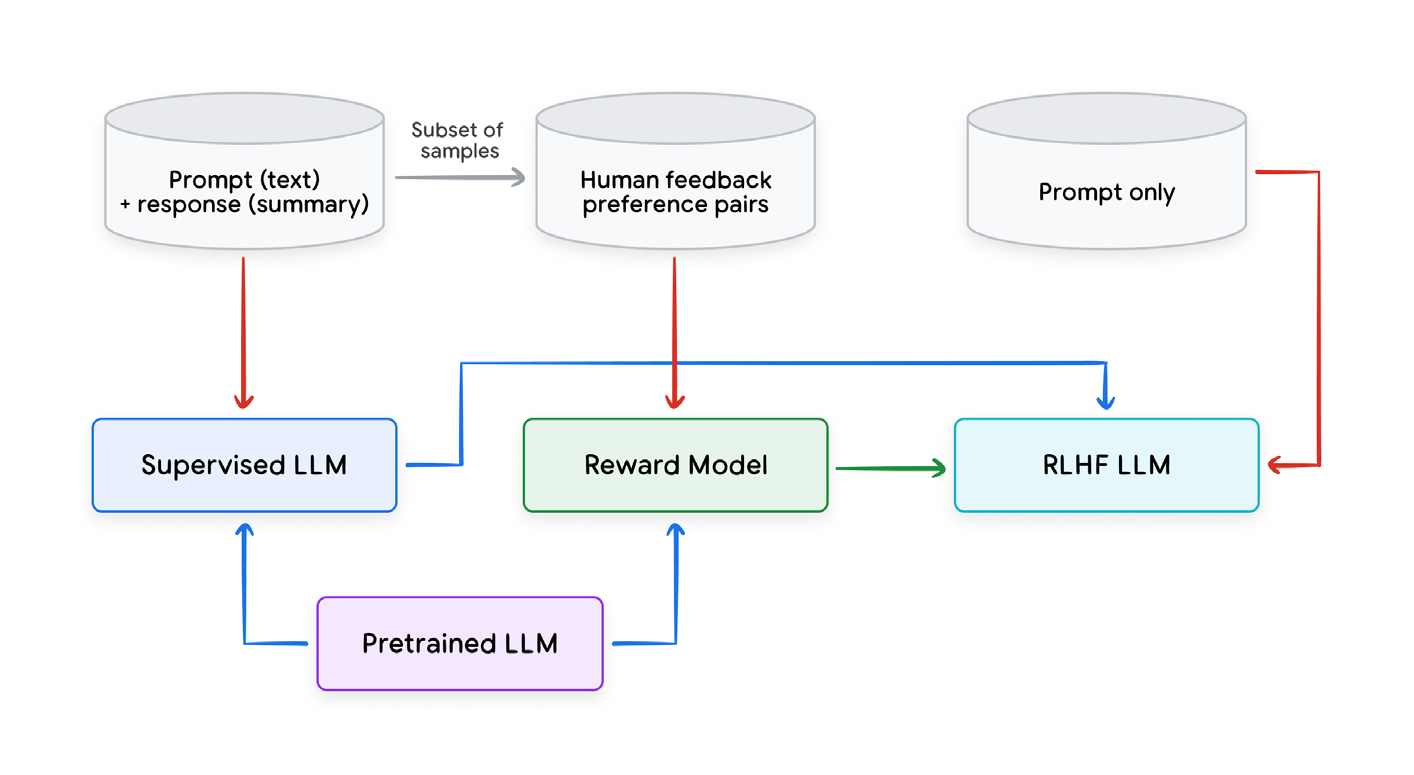 Prompt (text)
+ response (summary)
Subset of
samples
Human feedback
preference pairs
Prompt only
Supervised LLM
Reward Model
RLHF LLM
Pretrained LLM